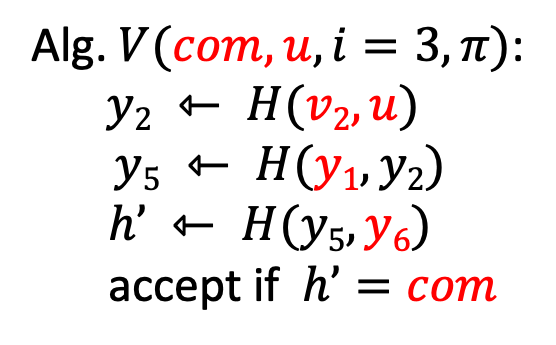 Alg. V(com, u, i = 3, π):
y₂ ← H(v₂, u)
y₅ ← H(y₁, y₂)
h’ ← H(y₅, y₆)
accept if h’ = com